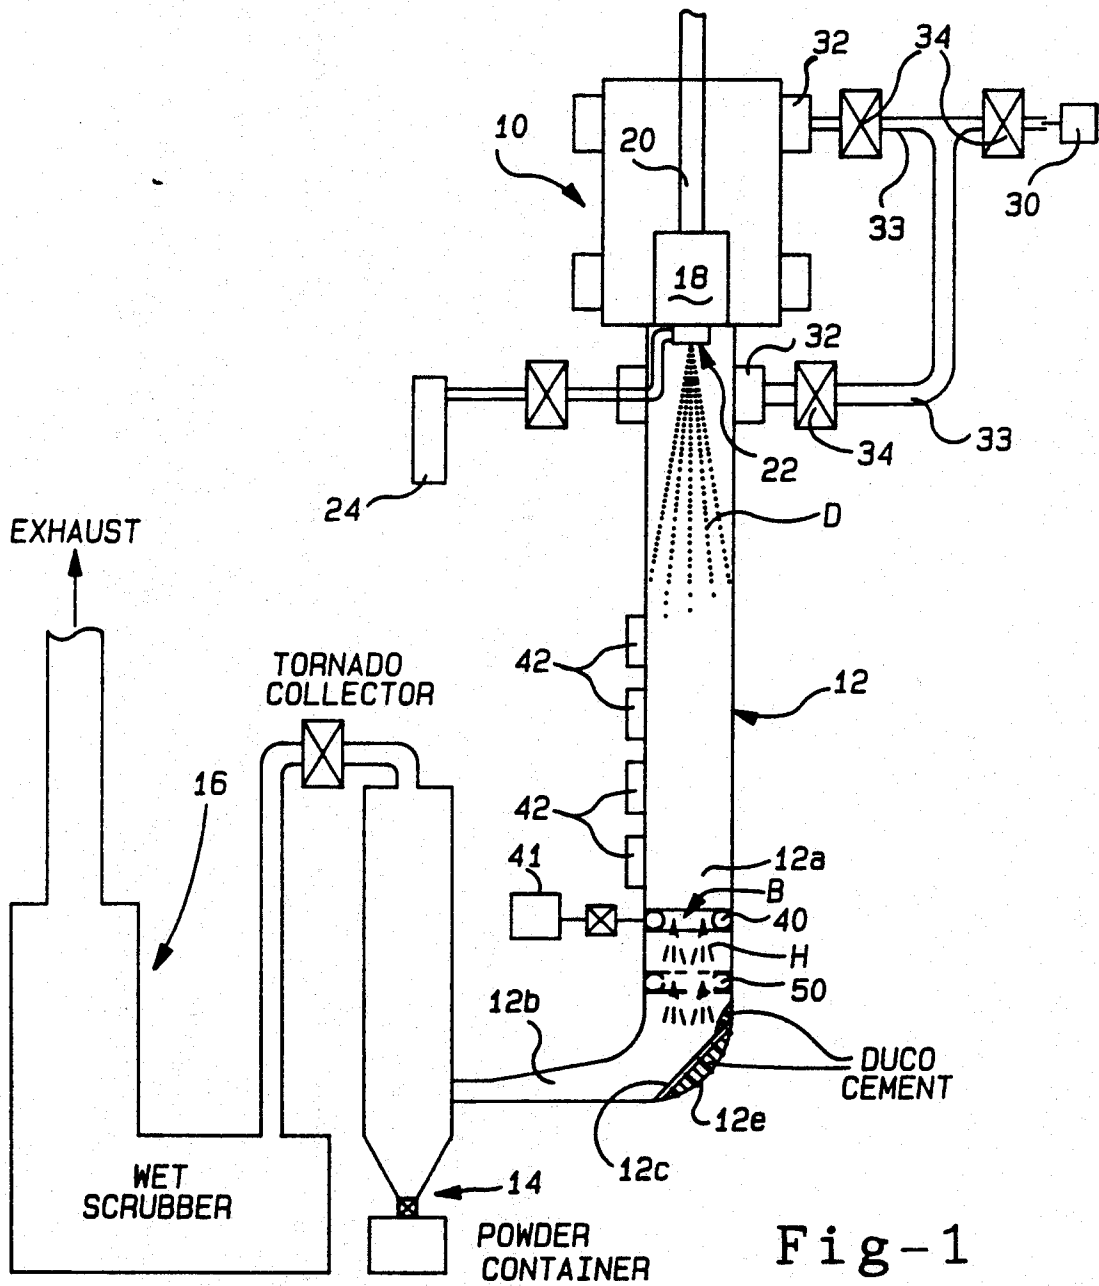 32
34
10
20
33
30
18
32
22
34
33
24
D
EXHAUST
42
12
TORNADO
COLLECTOR
16
42
12a
41
B
40
H
50
12b
DUCO
CEMENT
12e
12c
WET
SCRUBBER
14
POWDER
CONTAINER
Fig-1